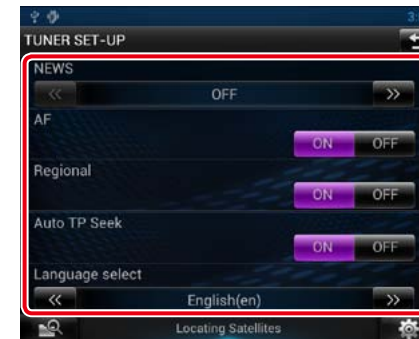 3:
TUNER SET-UP
NEWS
OFF
AF
ON OFF
Regional
ON OFF
Auto TP Seek
ON OFF
Language select
English(en)
Locating Satellites